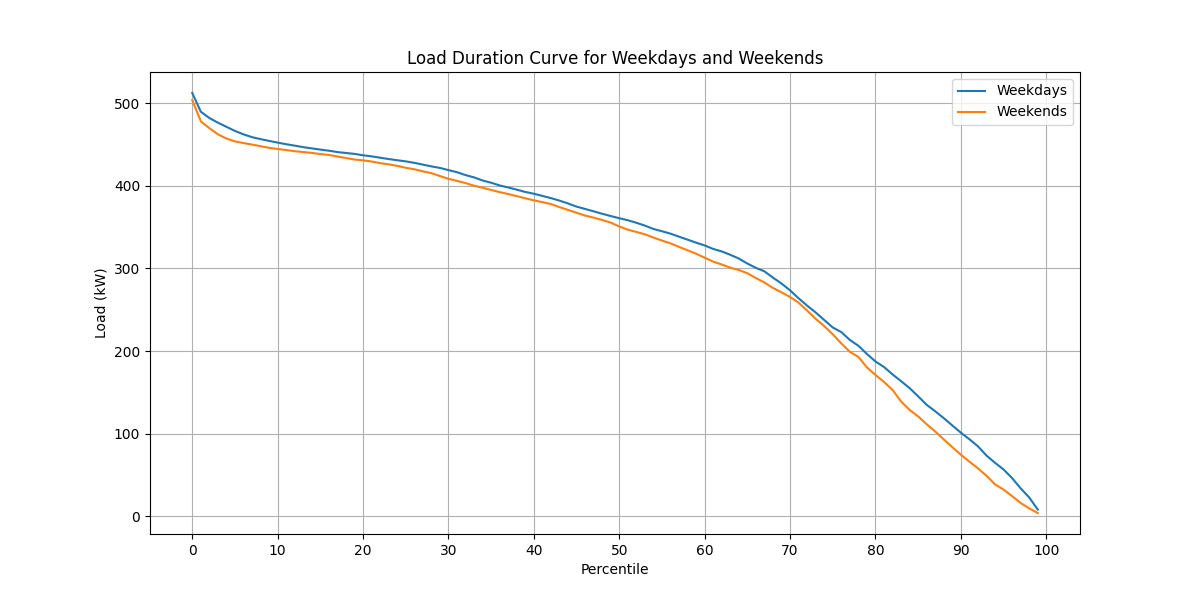 Load Duration Curve for Weekdays and Weekends
Weekdays
Weekends
Load (kW)
500
400
300
200
100
0
0 10 20 30 40 50 60 70 80 90 100
Percentile